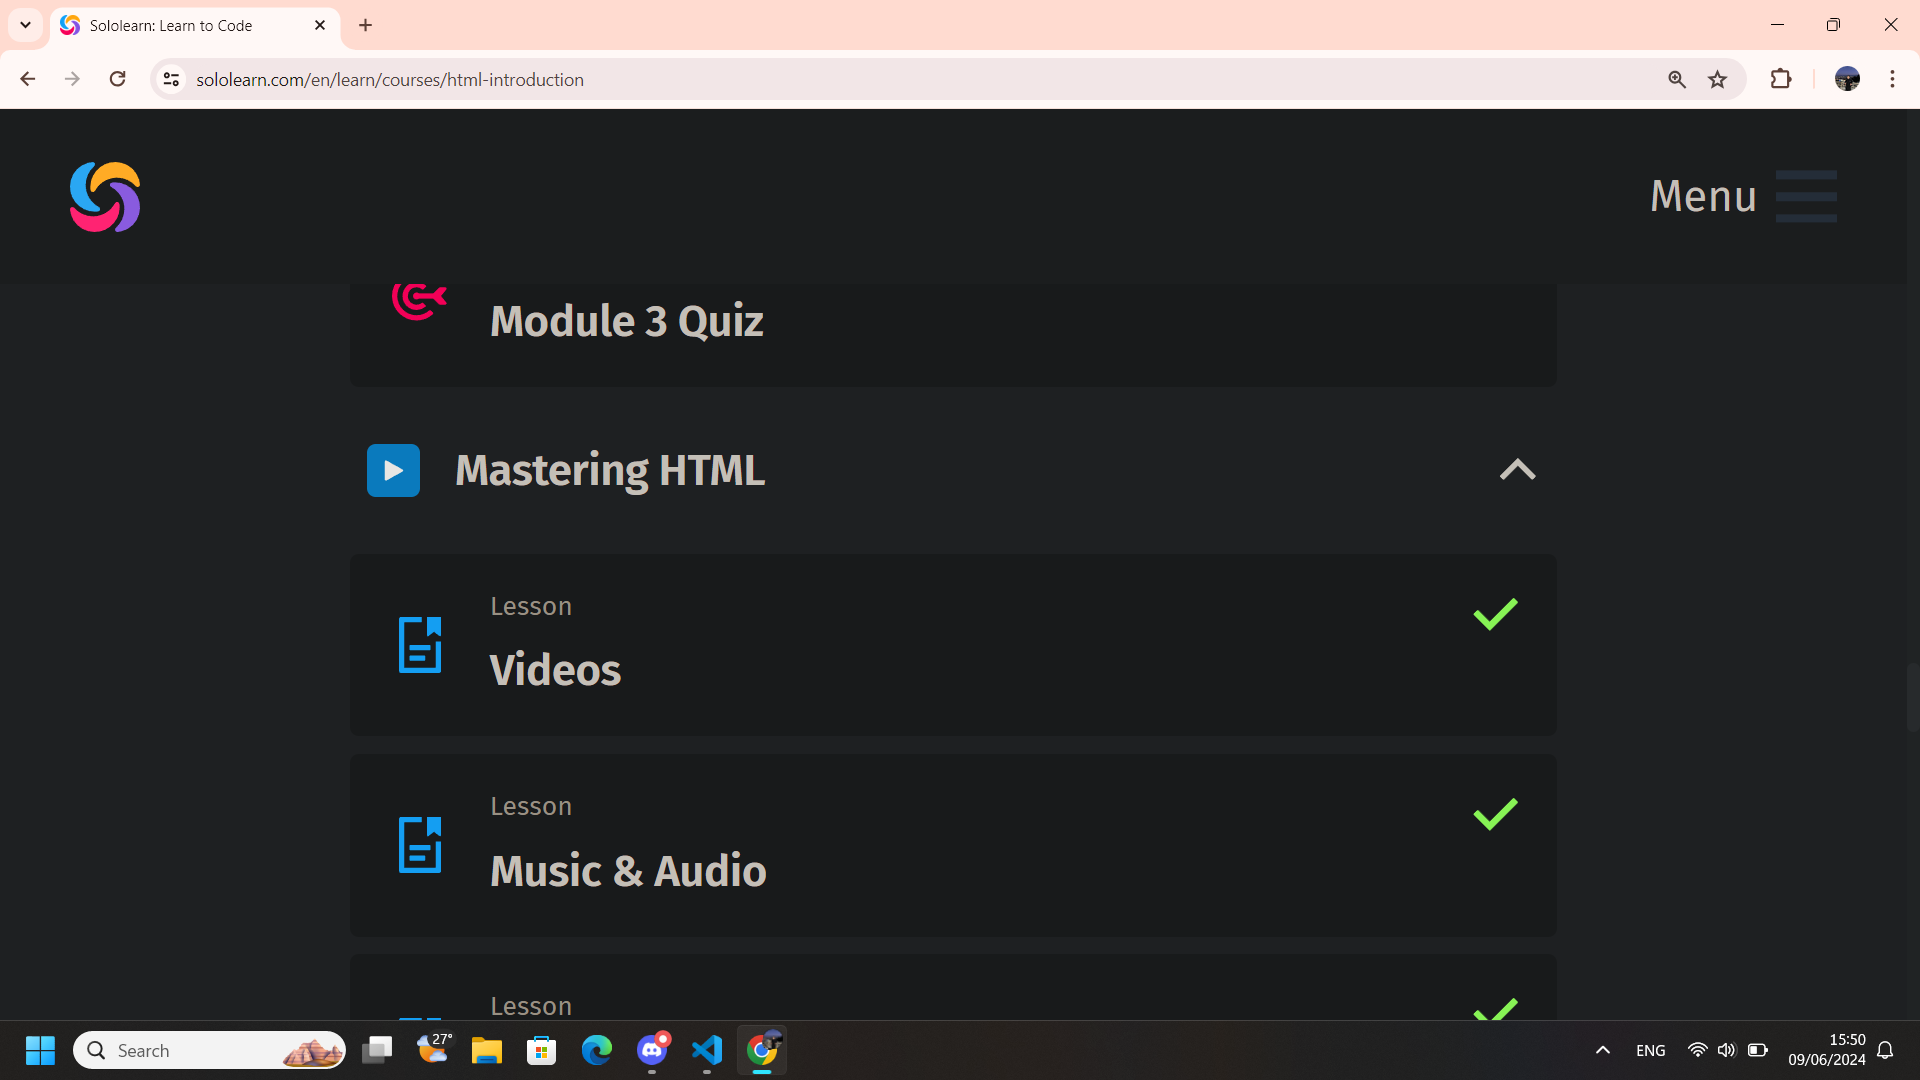 Sololearn: Learn to Code
sololearn.com/en/learn/courses/html-introduction
Menu
Module 3 Quiz
Mastering HTML
Lesson
Videos
Lesson
Music & Audio
Lesson
Search
27°
ENG
15:50
09/06/2024